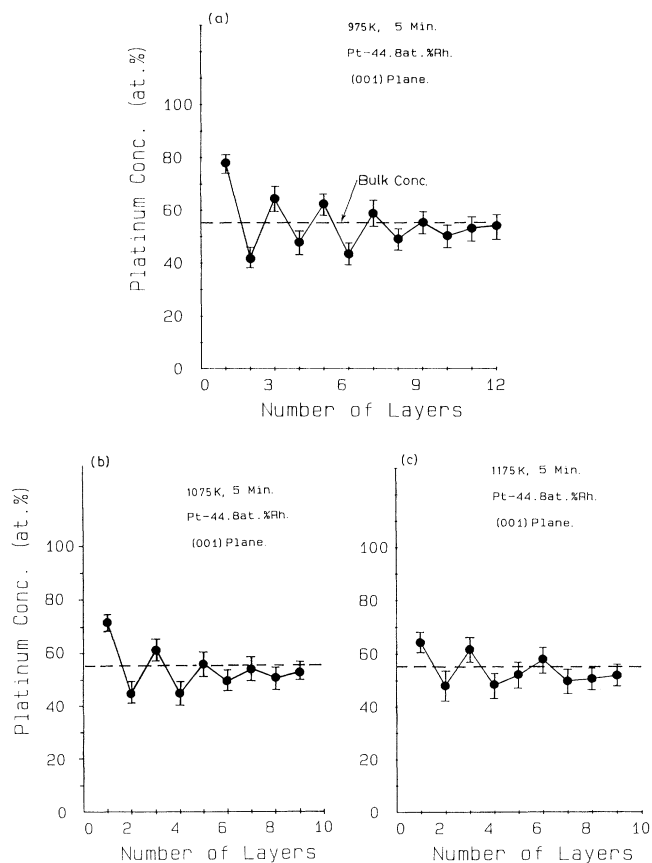 (a)
975K, 5 Min.
Pt-44.8at.%Rh.
(001) Plane.
Platinum Conc. (at.%)
100
80
60
40
20
0
Bulk Conc.
0 3 6 9 12
Number of Layers
(b)
1075K, 5 Min.
Pt-44.8at.%Rh.
(001) Plane.
Platinum Conc. (at.%)
100
80
60
40
20
0
0 2 4 6 8 10
Number of Layers
(c)
1175K, 5 Min.
Pt-44.8at.%Rh.
(001) Plane.
100
80
60
40
20
0
0 2 4 6 8 10
Number of Layers